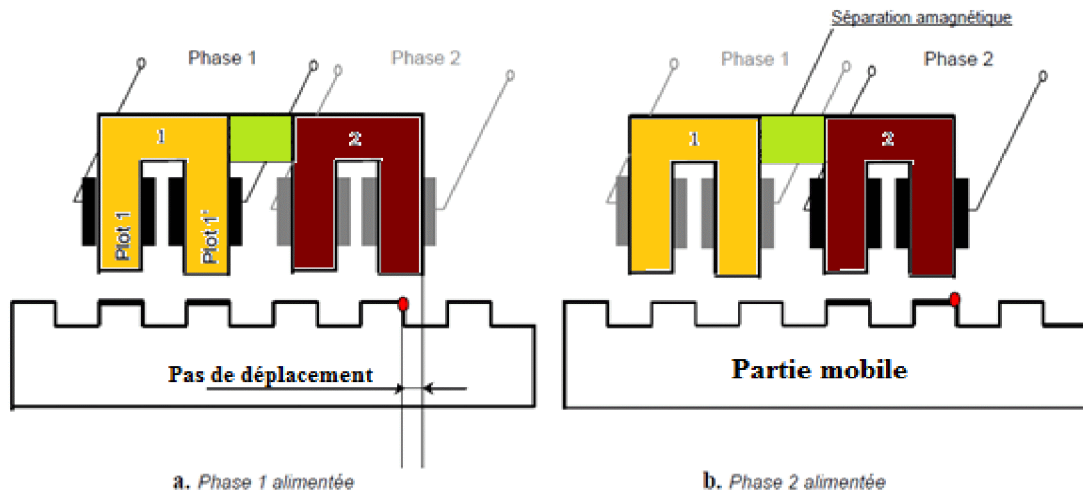 Séparation amagnétique
Phase 1
Phase 2
1
2
Plot 1
Plot 1'
Pas de déplacement
a. Phase 1 alimentée
Phase 1
Phase 2
1
2
Partie mobile
b. Phase 2 alimentée